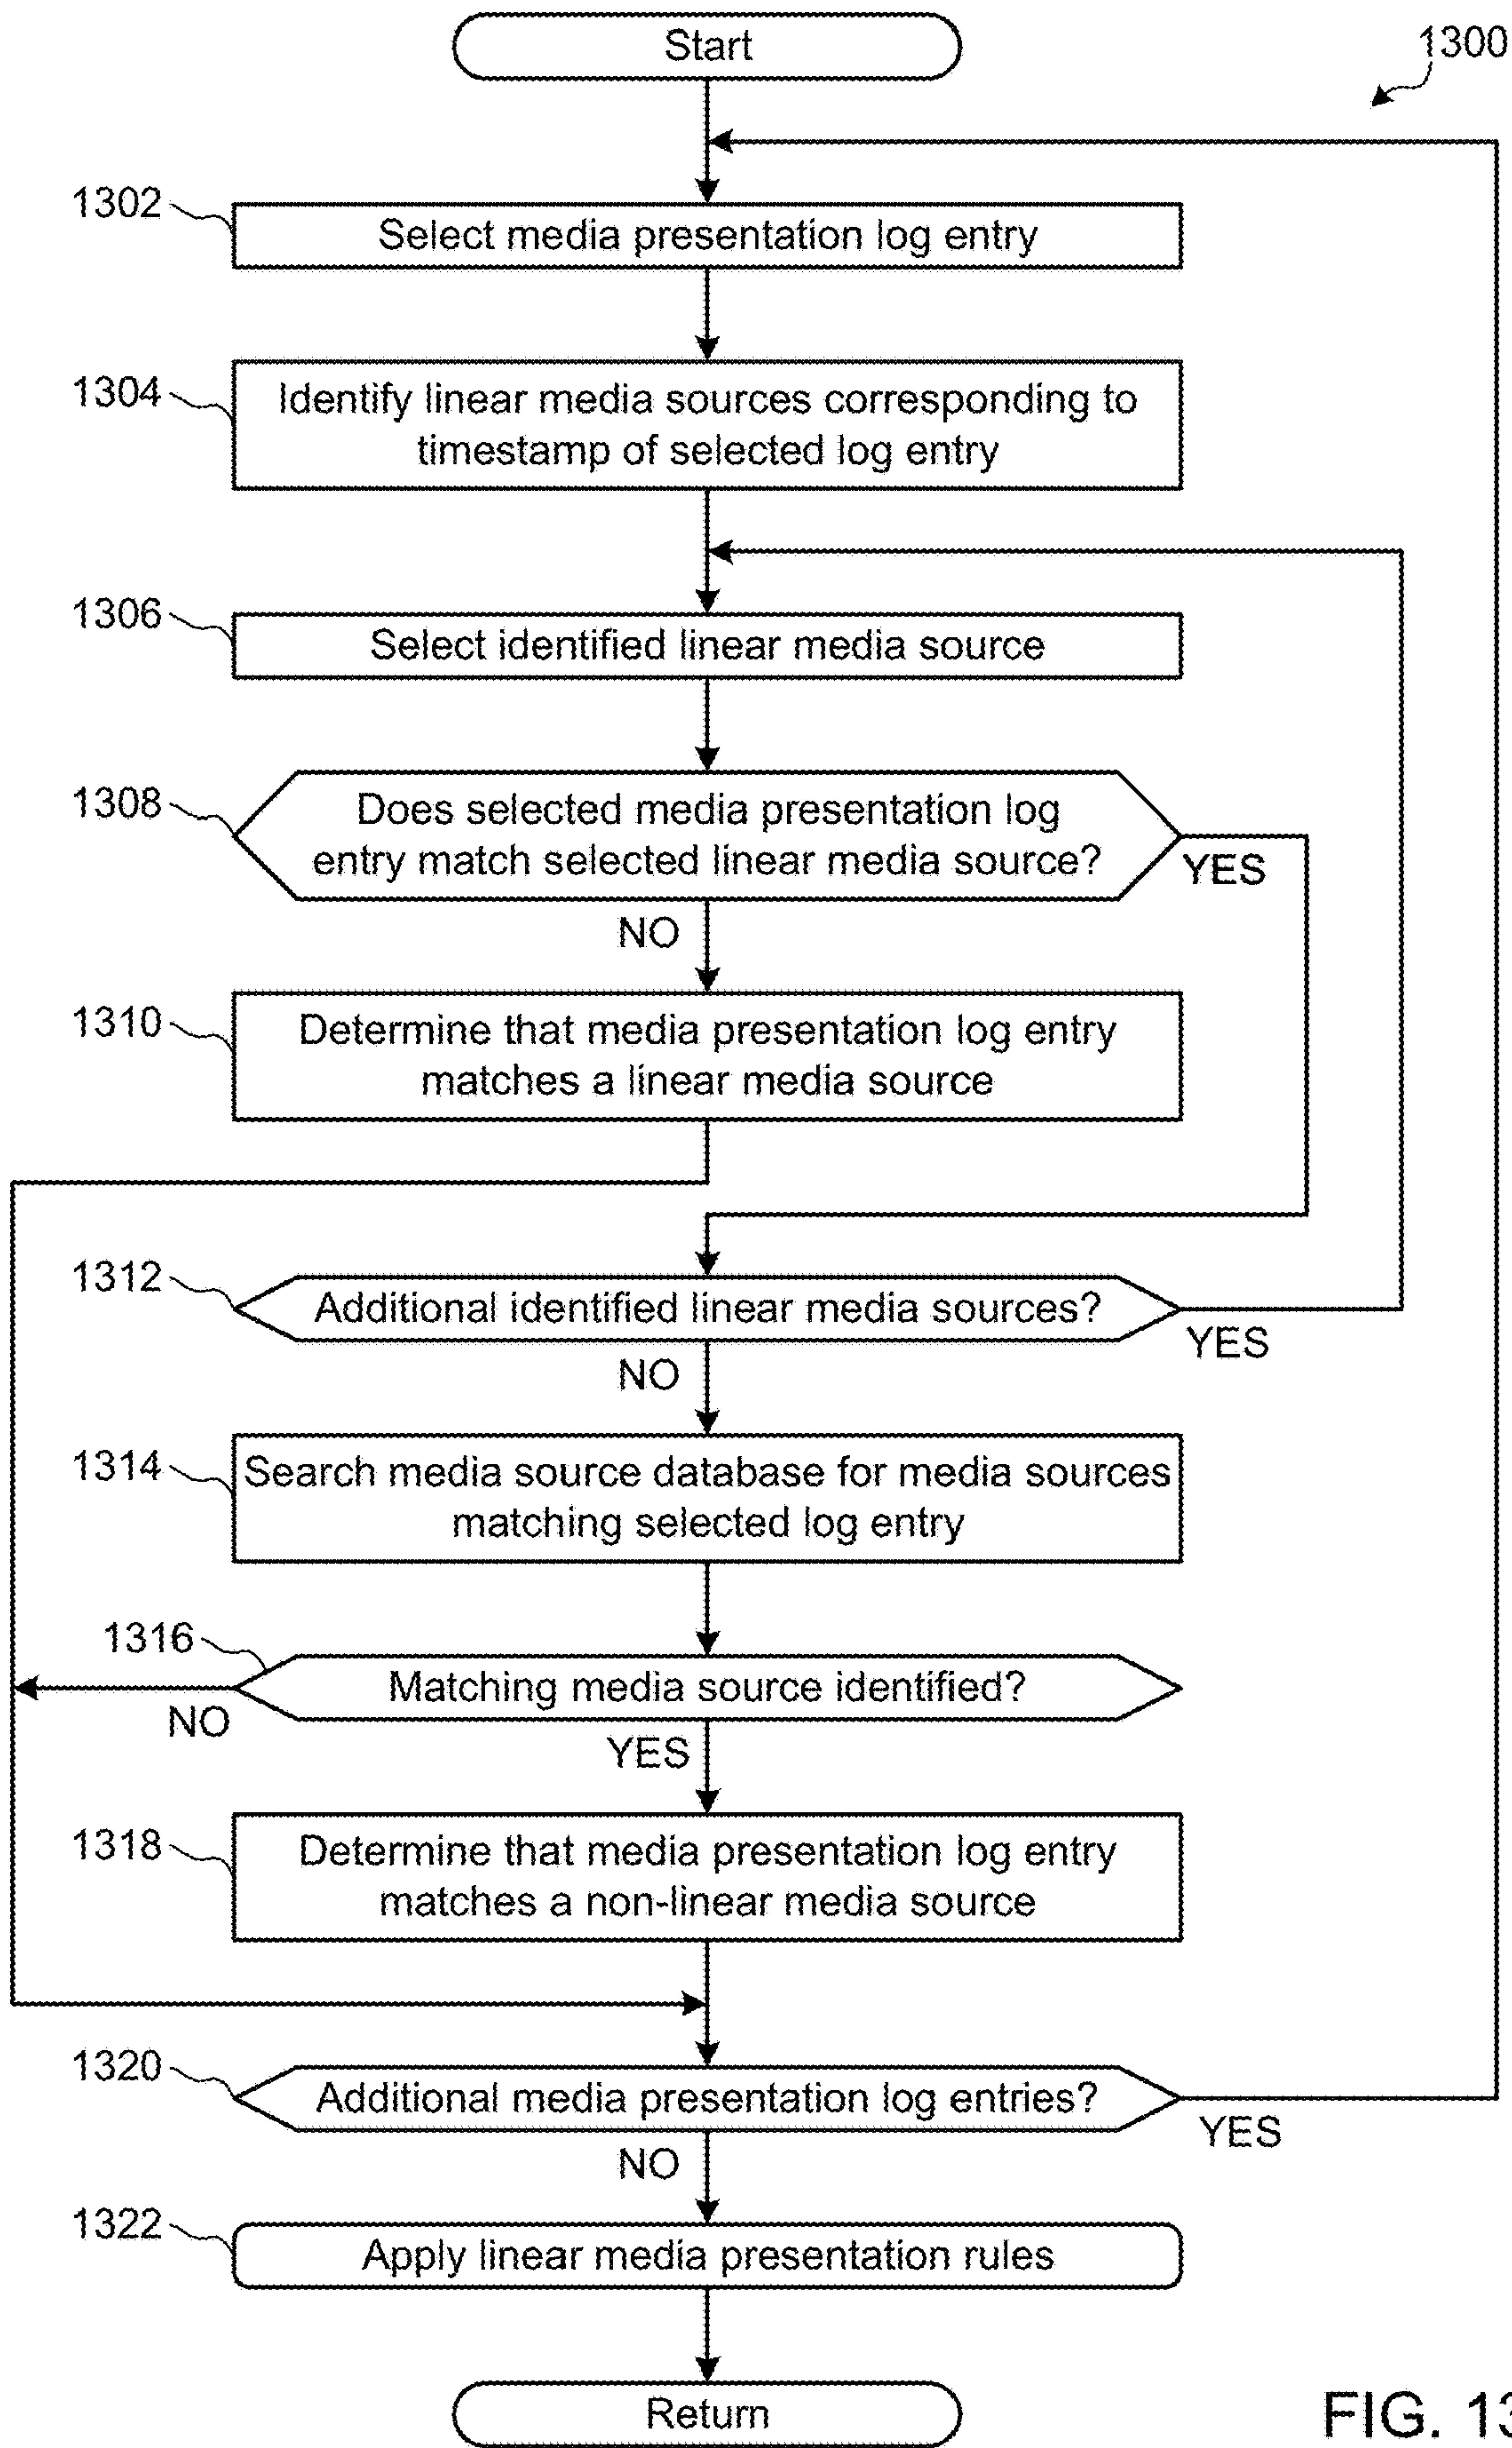 Start
1300
1302
Select media presentation log entry
1304
Identify linear media sources corresponding to
timestamp of selected log entry
1306
Select identified linear media source
1308
Does selected media presentation log
entry match selected linear media source?
YES
NO
1310
Determine that media presentation log entry
matches a linear media source
1312
Additional identified linear media sources?
YES
NO
1314
Search media source database for media sources
matching selected log entry
1316
Matching media source identified?
NO
YES
1318
Determine that media presentation log entry
matches a non-linear media source
1320
Additional media presentation log entries?
YES
NO
1322
Apply linear media presentation rules
Return
FIG. 13